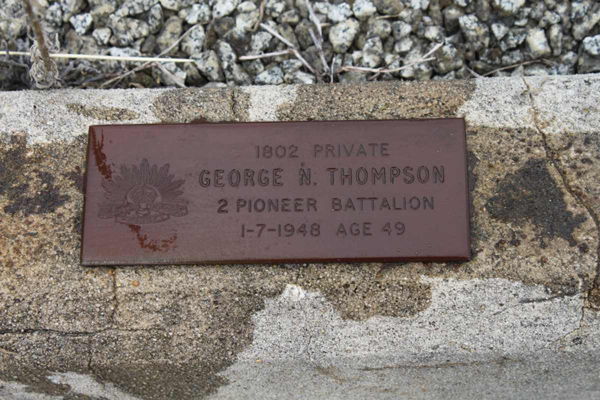 1802 PRIVATE
GEORGE N. THOMPSON
2 PIONEER BATTALION
1-7-1948 AGE 49